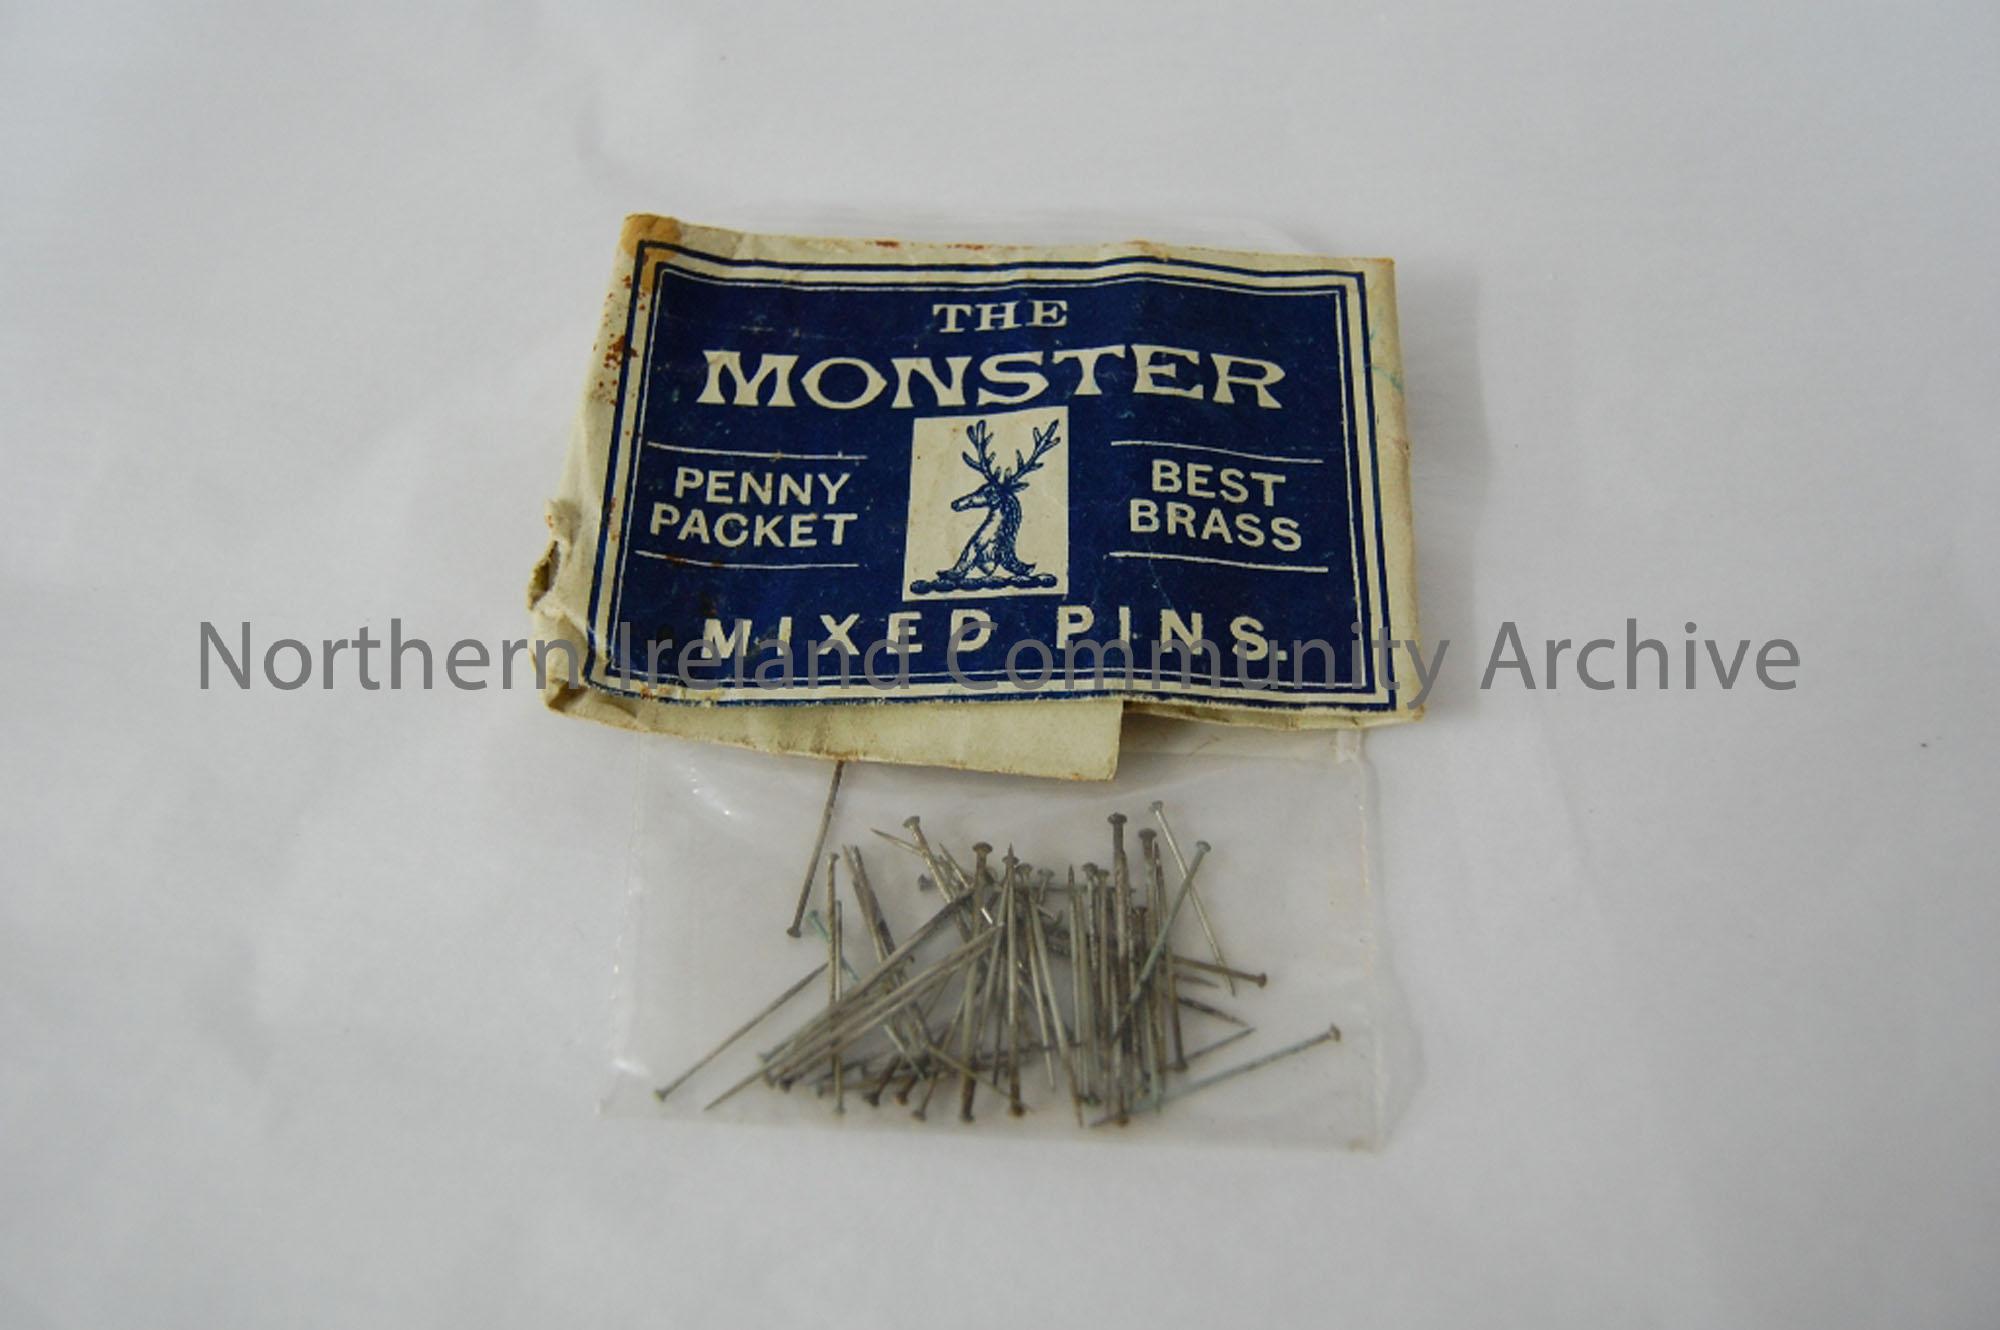 THE
MONSTER
PENNY
PACKET
BEST
BRASS
MIXED PINS.
Northern Ireland Community Archive